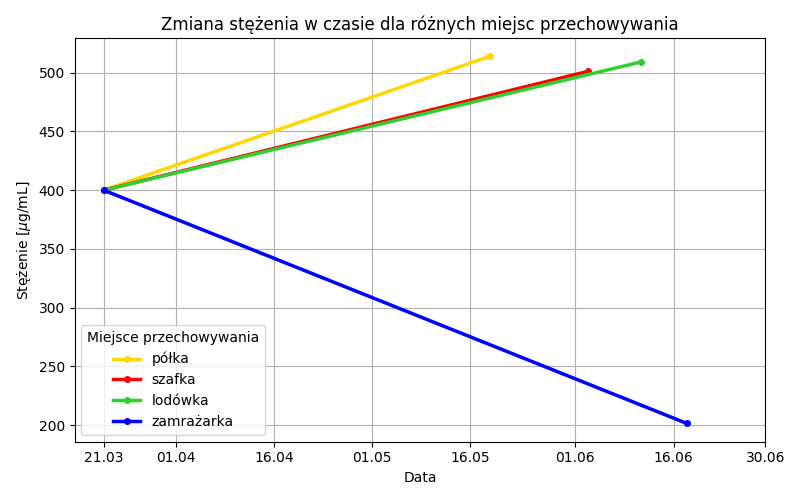 Zmiana stężenia w czasie dla różnych miejsc przechowywania
Stężenie [µg/mL]
500
450
400
350
300
250
200
Miejsce przechowywania
półka
szafka
lodówka
zamrażarka
21.03 01.04 16.04 01.05 16.05 01.06 16.06 30.06
Data